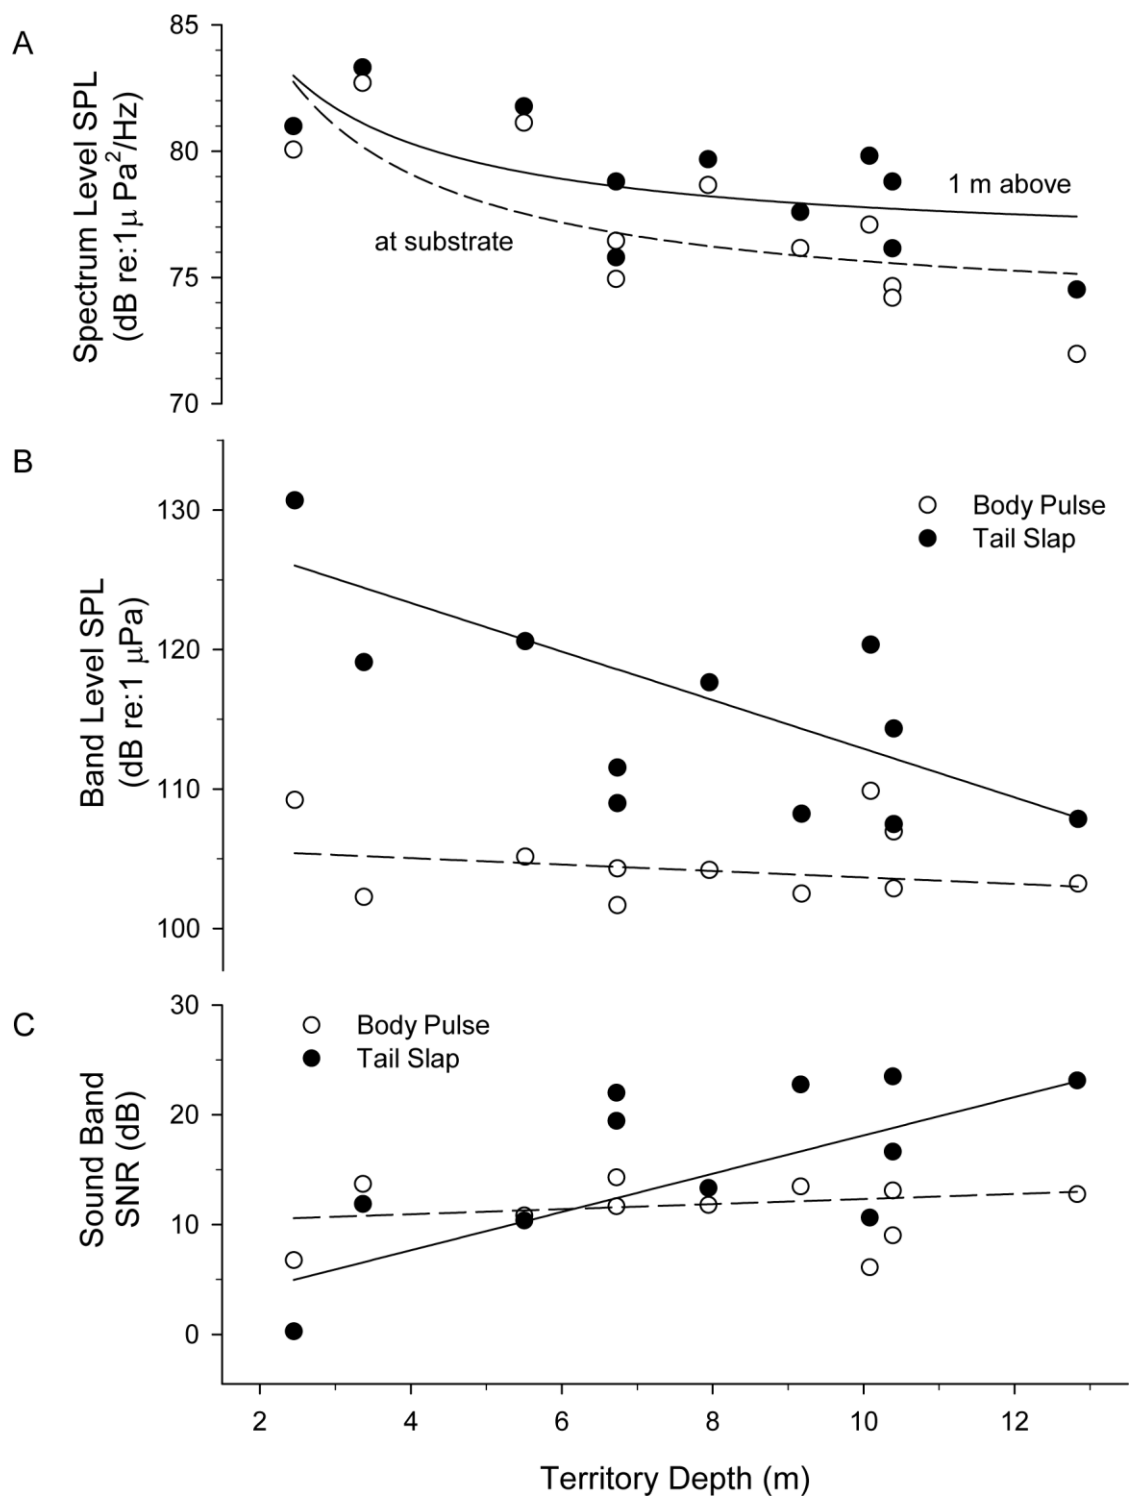 A
Spectrum Level SPL
(dB re:1μ Pa²/Hz)
85
80
75
70
1 m above
at substrate
B
Band Level SPL
(dB re:1 μPa)
130
120
110
100
Body Pulse
Tail Slap
C
Sound Band
SNR (dB)
30
20
10
0
Body Pulse
Tail Slap
2 4 6 8 10 12
Territory Depth (m)